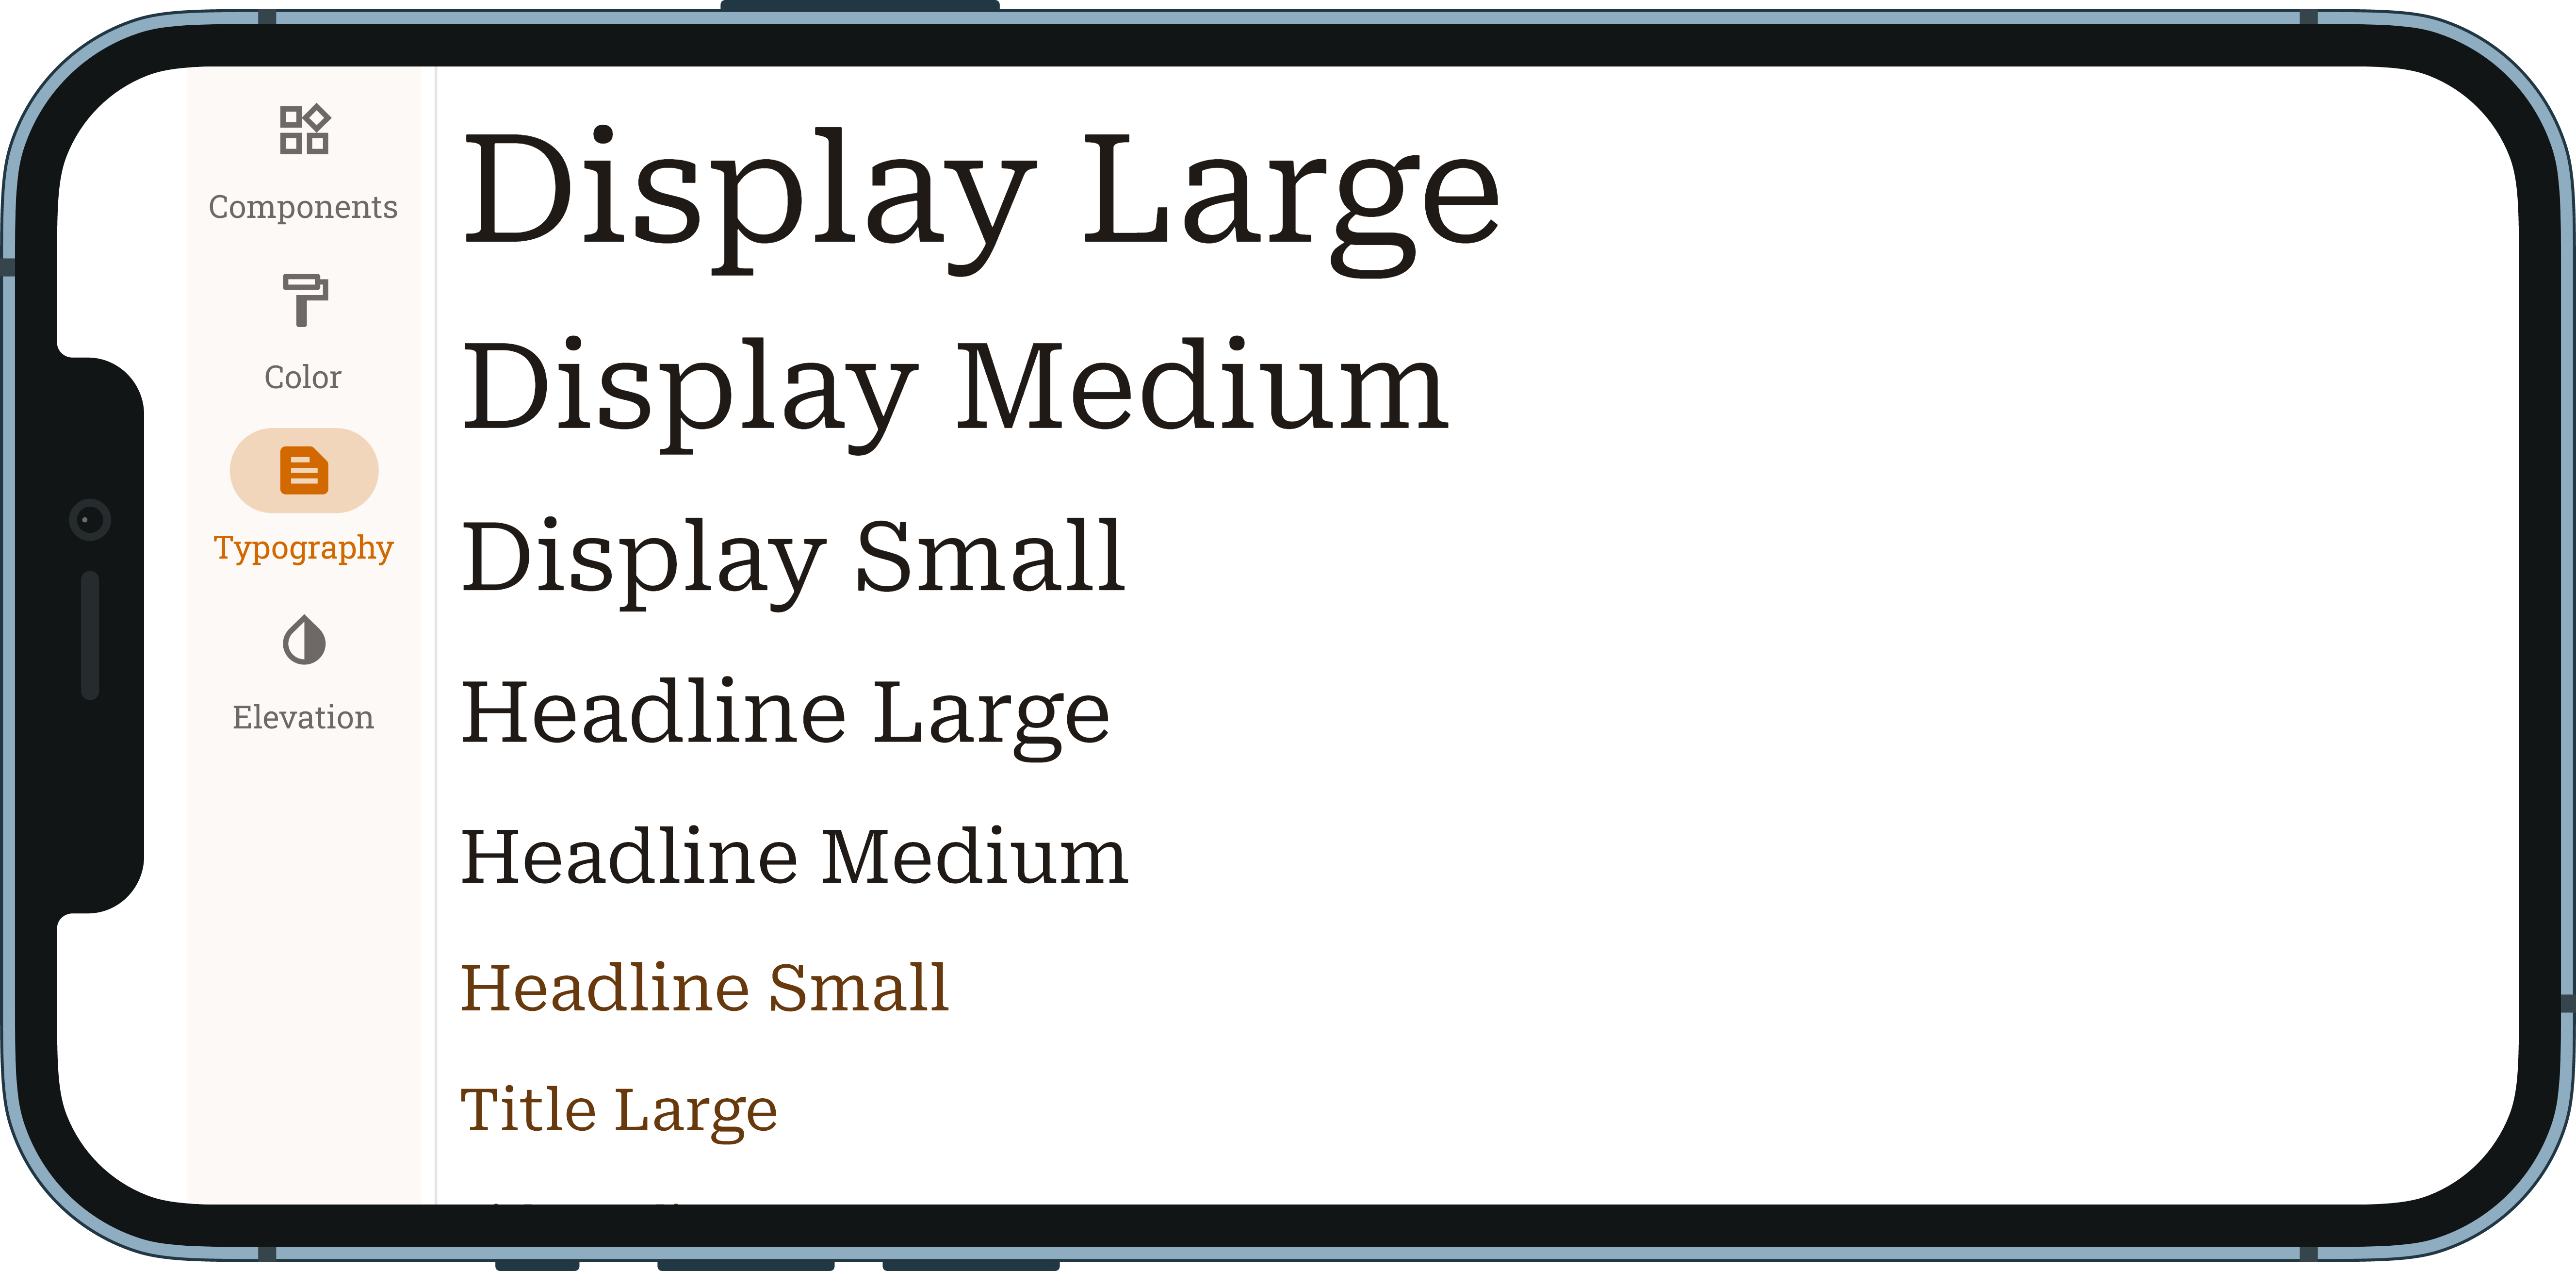 Components
Color
Typography
Elevation
Display Large
Display Medium
Display Small
Headline Large
Headline Medium
Headline Small
Title Large